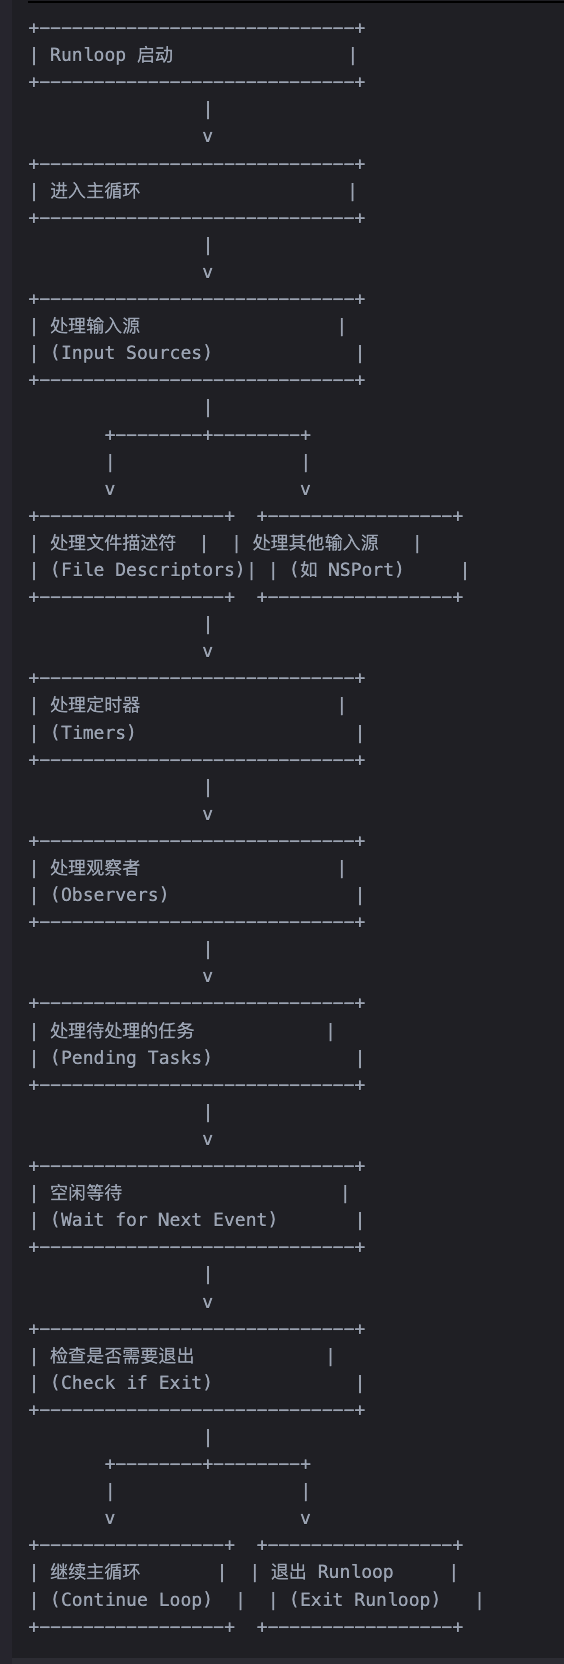 +----------------------------+
| Runloop 启动                |
+----------------------------+
               |
               v
+----------------------------+
| 进入主循环                   |
+----------------------------+
               |
               v
+----------------------------+
| 处理输入源                  |
| (Input Sources)            |
+----------------------------+
               |
      +--------+--------+
      |                 |
      v                 v
+----------------+  +----------------+
| 处理文件描述符  |  | 处理其他输入源   |
| (File Descriptors)| | (如 NSPort)     |
+----------------+  +----------------+
               |
               v
+----------------------------+
| 处理定时器                  |
| (Timers)                   |
+----------------------------+
               |
               v
+----------------------------+
| 处理观察者                  |
| (Observers)                |
+----------------------------+
               |
               v
+----------------------------+
| 处理待处理的任务              |
| (Pending Tasks)            |
+----------------------------+
               |
               v
+----------------------------+
| 空闲等待                    |
| (Wait for Next Event)      |
+----------------------------+
               |
               v
+----------------------------+
| 检查是否需要退出              |
| (Check if Exit)            |
+----------------------------+
               |
      +--------+--------+
      |                 |
      v                 v
+----------------+  +----------------+
| 继续主循环       |  | 退出 Runloop     |
| (Continue Loop)  |  | (Exit Runloop)   |
+----------------+  +----------------+